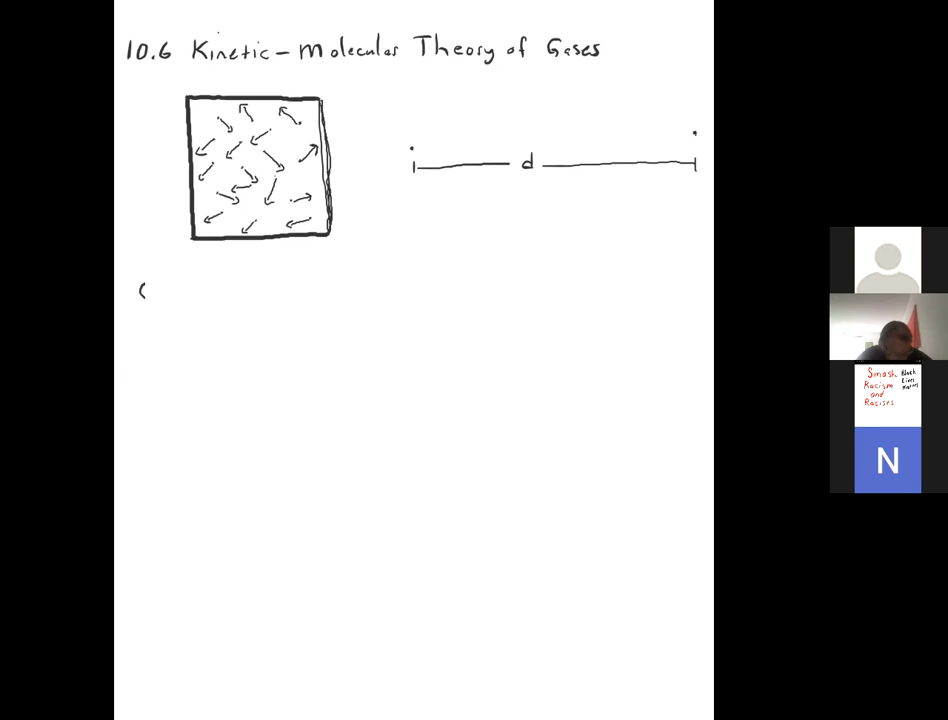 10.6 Kinetic-Molecular Theory of Gases
d
(
Smash
Racism
and
Racists
Black
Lives
Matter
N